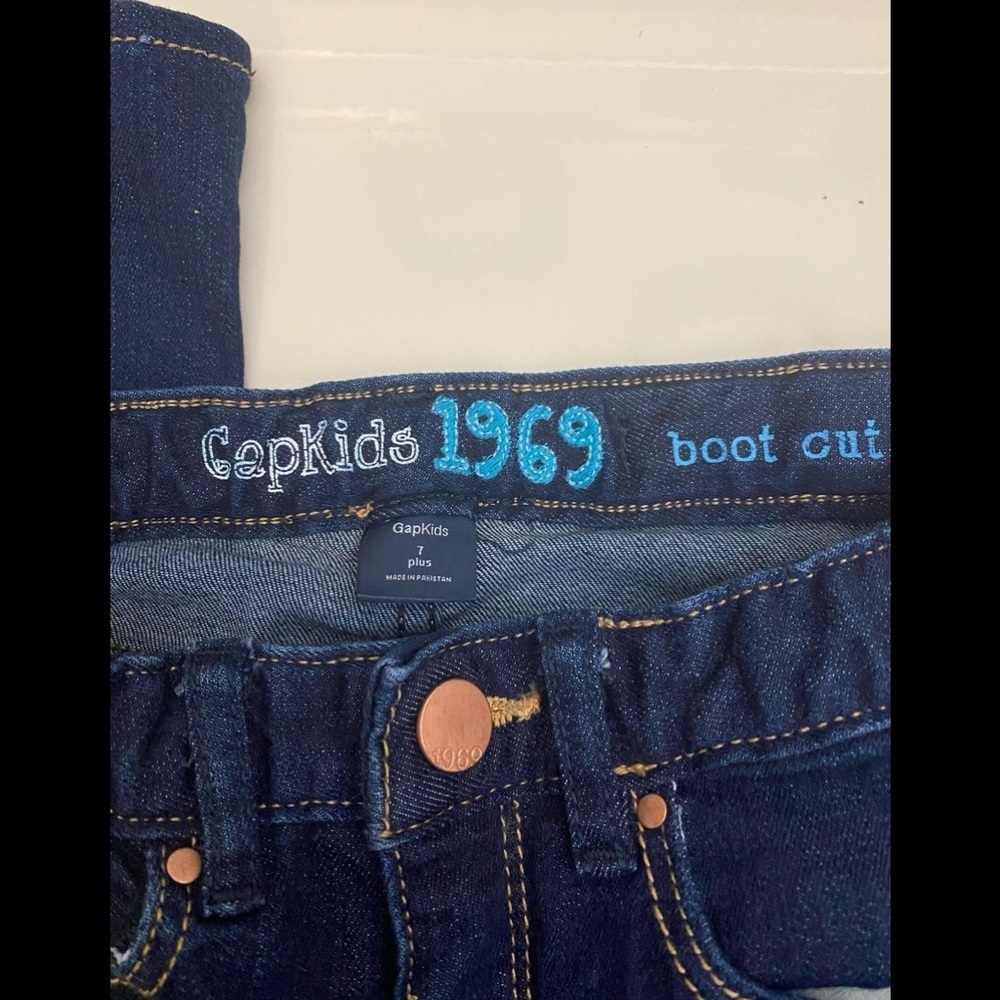 GapKids 1969 boot cut
GapKids
7
plus
MADE IN PAKISTAN
1969